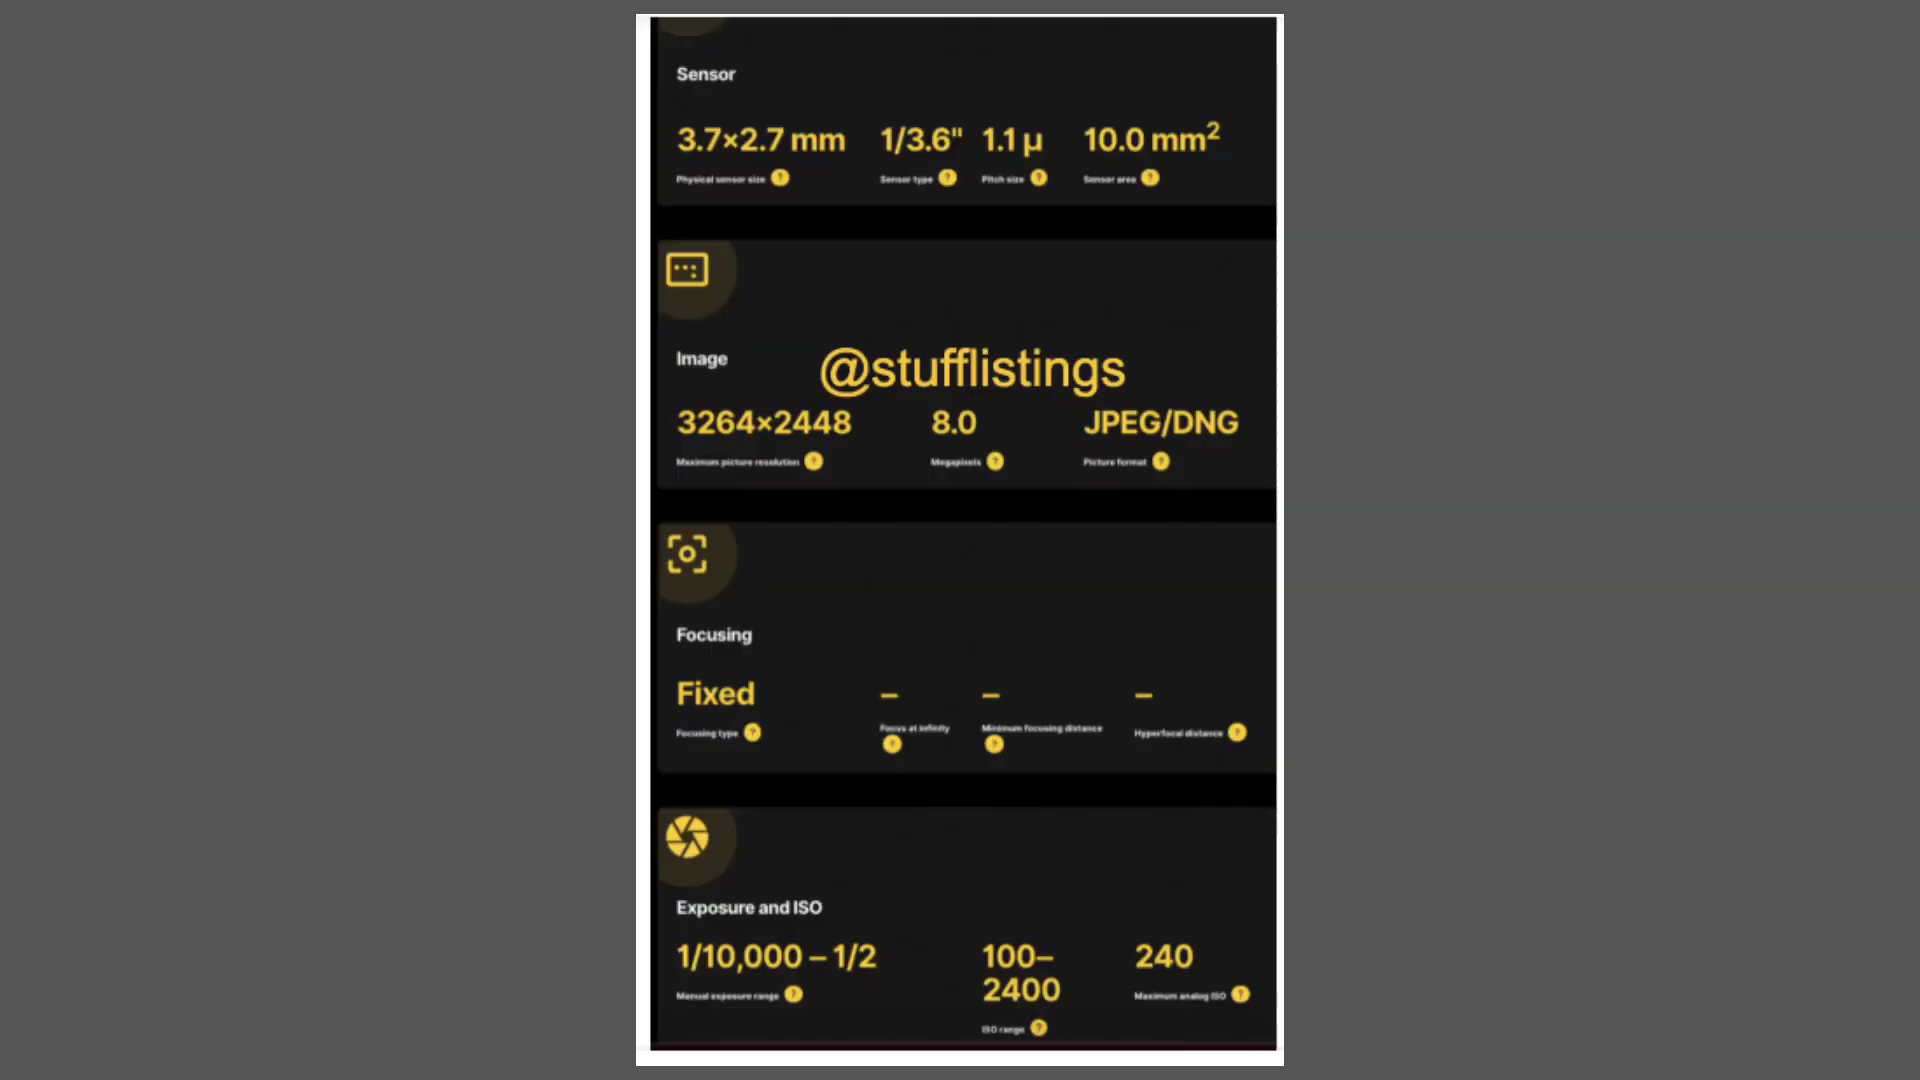 Sensor
3.7×2.7 mm 1/3.6" 1.1 µ 10.0 mm²
Physical sensor size ? Sensor type ? Pitch size ? Sensor area ?
Image @stufflistings
3264×2448 8.0 JPEG/DNG
Maximum picture resolution ? Megapixels ? Picture format ?
Focusing
Fixed – – –
Focusing type ? Focus at infinity ? Minimum focusing distance ? Hyperfocal distance ?
Exposure and ISO
1/10,000 – 1/2 100– 240
2400
Manual exposure range ? Maximum analog ISO ?
ISO range ?